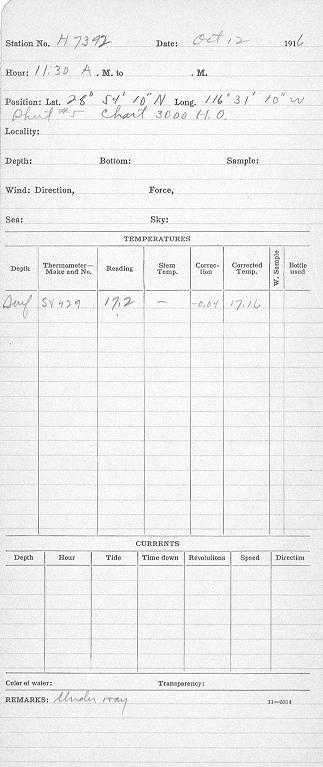 Station No. H 7392 Date: Oct 12 1916
Hour: 11:30 A . M. to . M.
Position: Lat. 28° 54' 10" N Long. 116° 31' 10" W
#5 Chart 3000 H.O.
Locality:
Depth: Bottom: Sample:
Wind: Direction, Force,
Sea: Sky:
TEMPERATURES
Depth Thermometer— Make and No. Reading Stem Temp. Correc- tion Corrected Temp. W. Sample Bottle used
Surf SV 429 17.2 — -0.04 17.16
CURRENTS
Depth Hour Tide Time down Revolutions Speed Direction
Color of water: Transparency:
REMARKS: Under way 11—5314